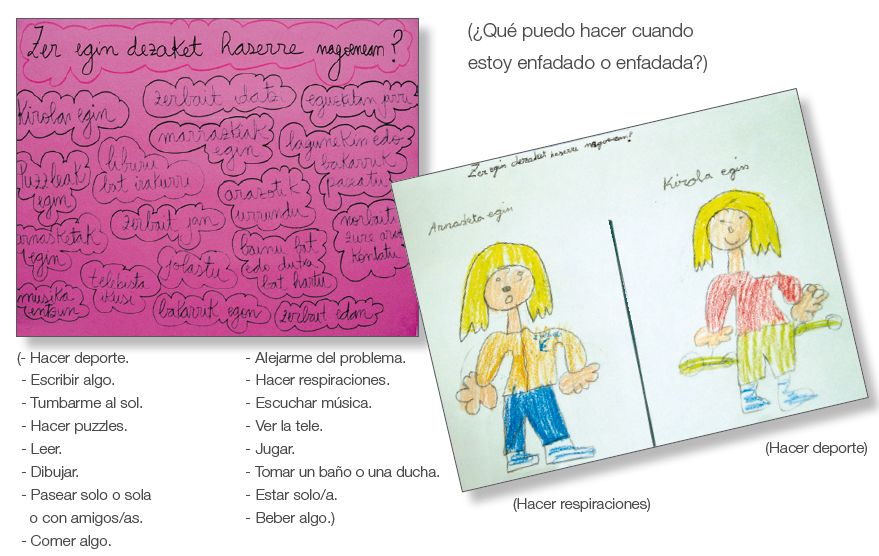 Zer egin dezaket haserre nagoenean?
(¿Qué puedo hacer cuando
estoy enfadado o enfadada?)
Kirolan egin
zerbait idatzi
eguzkitan jarri
marrazkiak
egin
lagunekin edo
bakarrik
paseatu
Puzzleak
egin
liburu
bat irakurri
arazotik
urrundu
zerbait jan
norbaiti
zure arazoa
kontatu
arnasketak
egin
jolastu
bainu bat
edo dutxa
bat hartu
telebista
ikusi
musika
entzun
bakarrik egon
zerbait edan
Zer egin dezaket haserre nagoenean?
Arnasketa egin
Kirola egin
(- Hacer deporte.
- Escribir algo.
- Tumbarme al sol.
- Hacer puzzles.
- Leer.
- Dibujar.
- Pasear solo o sola
o con amigos/as.
- Comer algo.
- Alejarme del problema.
- Hacer respiraciones.
- Escuchar música.
- Ver la tele.
- Jugar.
- Tomar un baño o una ducha.
- Estar solo/a.
- Beber algo.)
(Hacer respiraciones)
(Hacer deporte)